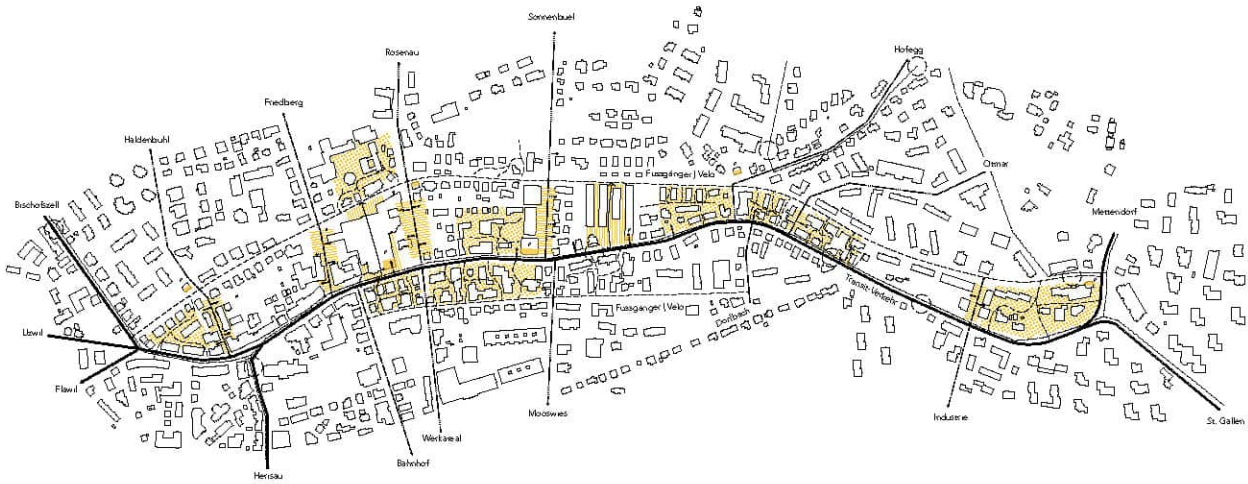 Sonnenbuel
Rosenau
Hofegg
Friedberg
Haldenbuhl
Otmar
Fussgänger / Velo
Bischofszell
Mettendorf
Transit-Verkehr
Uzwil
Fussganger / Velo
Dorfbach
Flawil
Mooswies
Industrie
St. Gallen
Werkareal
Bahnhof
Herisau